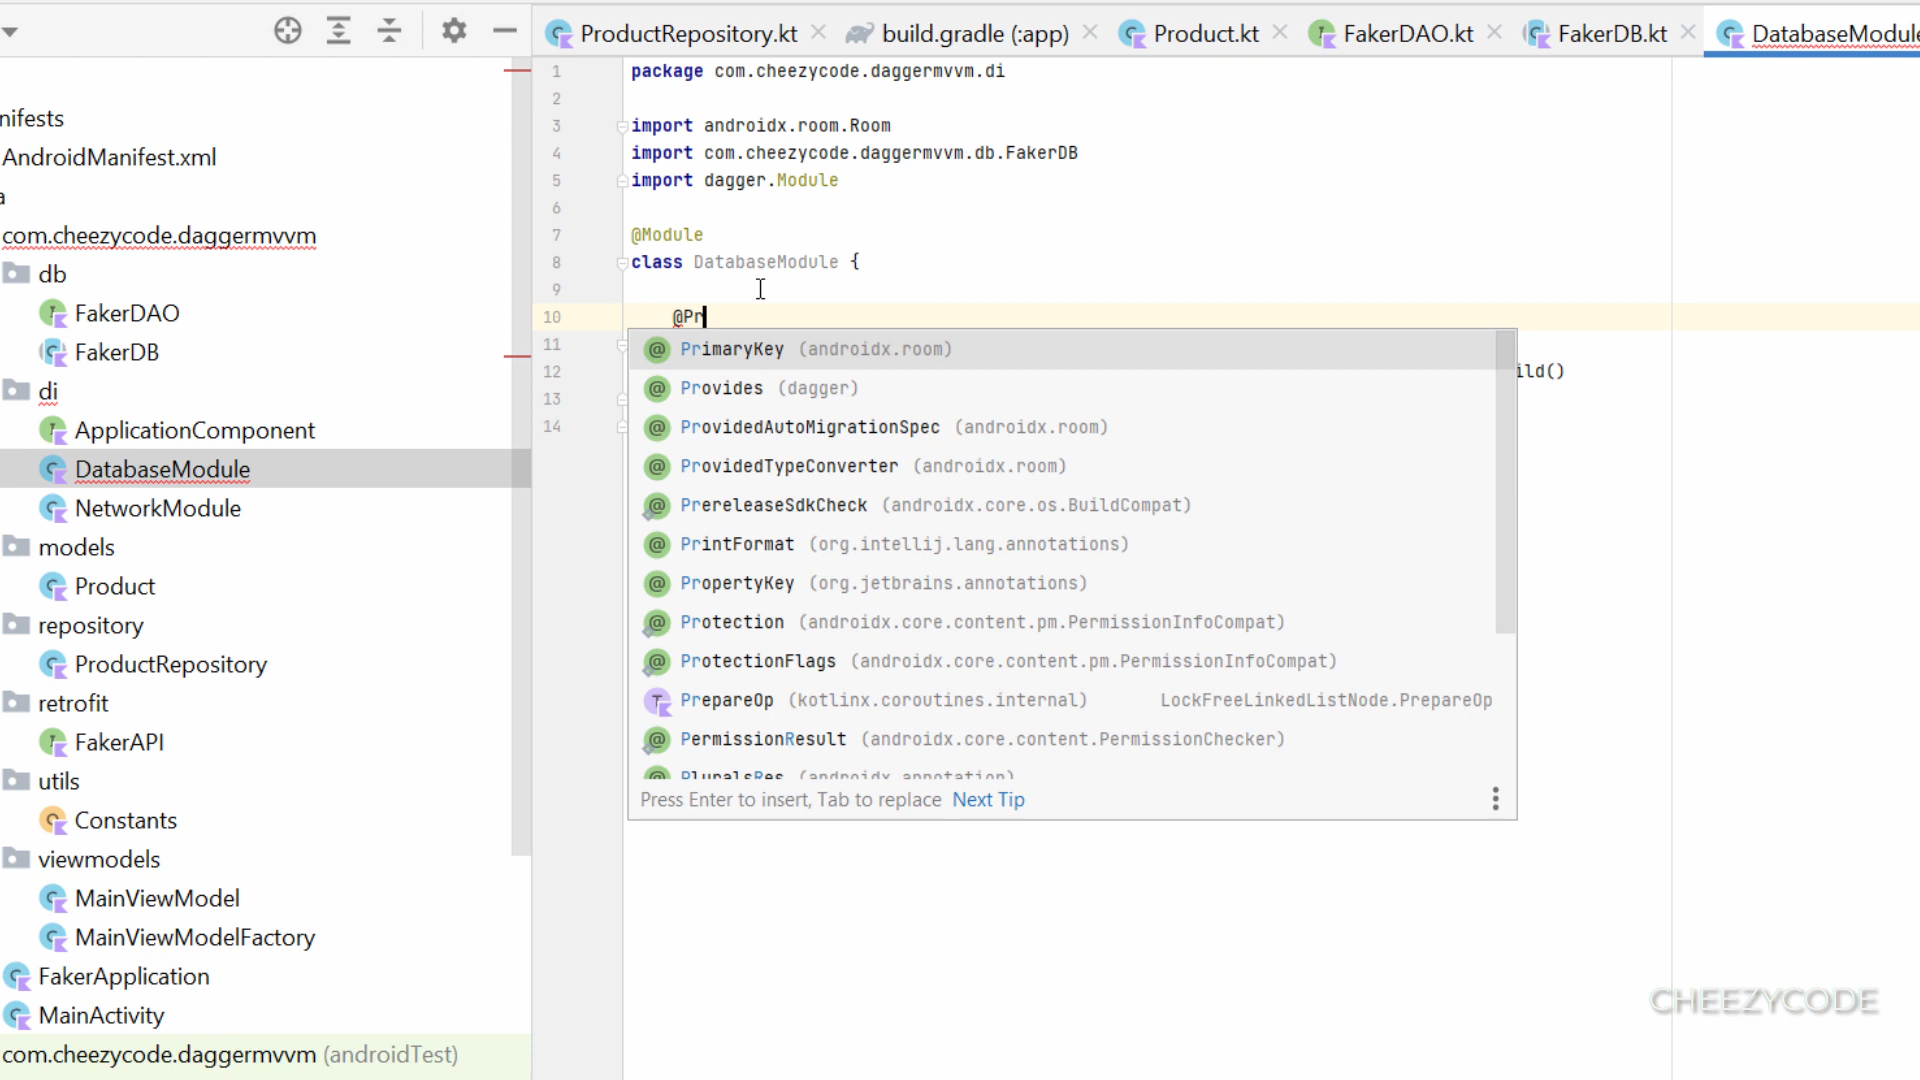 ProductRepository.kt
build.gradle (:app)
Product.kt
FakerDAO.kt
FakerDB.kt
DatabaseModule
nifests
AndroidManifest.xml
a
com.cheezycode.daggermvvm
db
FakerDAO
FakerDB
di
ApplicationComponent
DatabaseModule
NetworkModule
models
Product
repository
ProductRepository
retrofit
FakerAPI
utils
Constants
viewmodels
MainViewModel
MainViewModelFactory
FakerApplication
MainActivity
com.cheezycode.daggermvvm (androidTest)
1 package com.cheezycode.daggermvvm.di
2
3 import androidx.room.Room
4 import com.cheezycode.daggermvvm.db.FakerDB
5 import dagger.Module
6
7 @Module
8 class DatabaseModule {
9
10 @Pr
11
12 ild()
13
14
PrimaryKey (androidx.room)
Provides (dagger)
ProvidedAutoMigrationSpec (androidx.room)
ProvidedTypeConverter (androidx.room)
PrereleaseSdkCheck (androidx.core.os.BuildCompat)
PrintFormat (org.intellij.lang.annotations)
PropertyKey (org.jetbrains.annotations)
Protection (androidx.core.content.pm.PermissionInfoCompat)
ProtectionFlags (androidx.core.content.pm.PermissionInfoCompat)
PrepareOp (kotlinx.coroutines.internal) LockFreeLinkedListNode.PrepareOp
PermissionResult (androidx.core.content.PermissionChecker)
PluralsRes (androidx.annotation)
Press Enter to insert, Tab to replace Next Tip
CHEEZYCODE